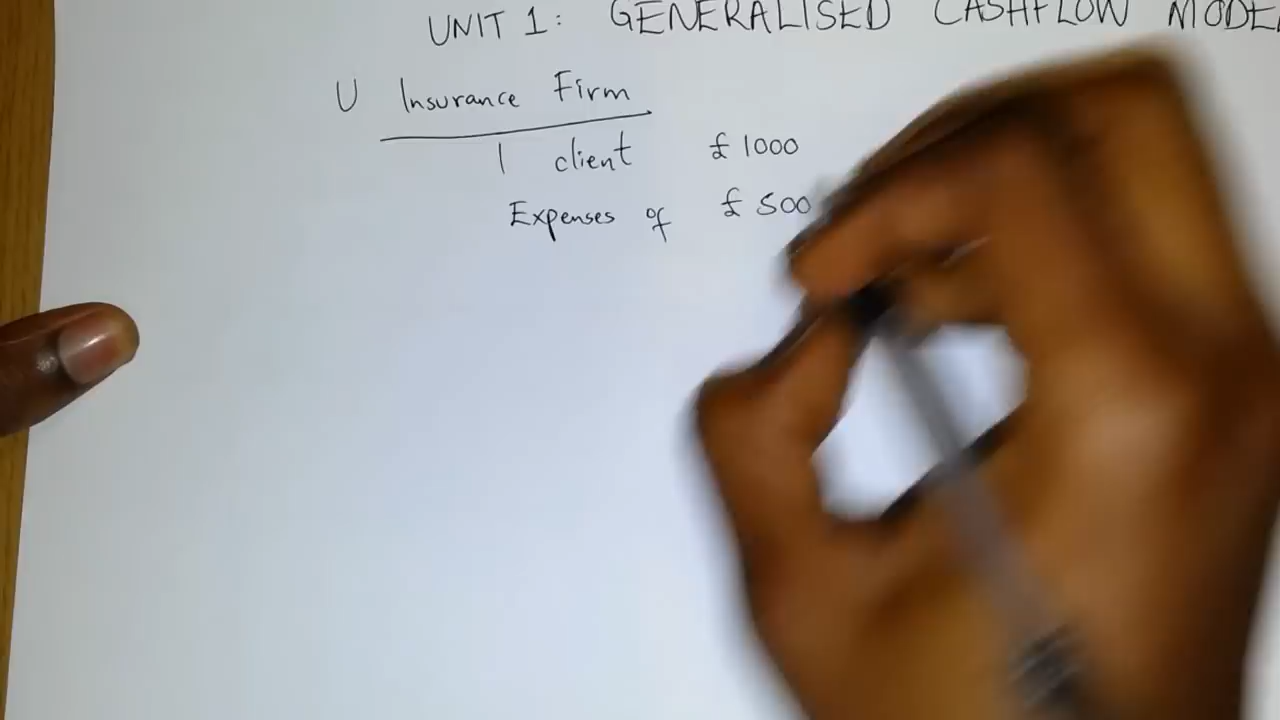 UNIT 1: GENERALISED CASHFLOW
U Insurance Firm
1 client £1000
Expenses of £500